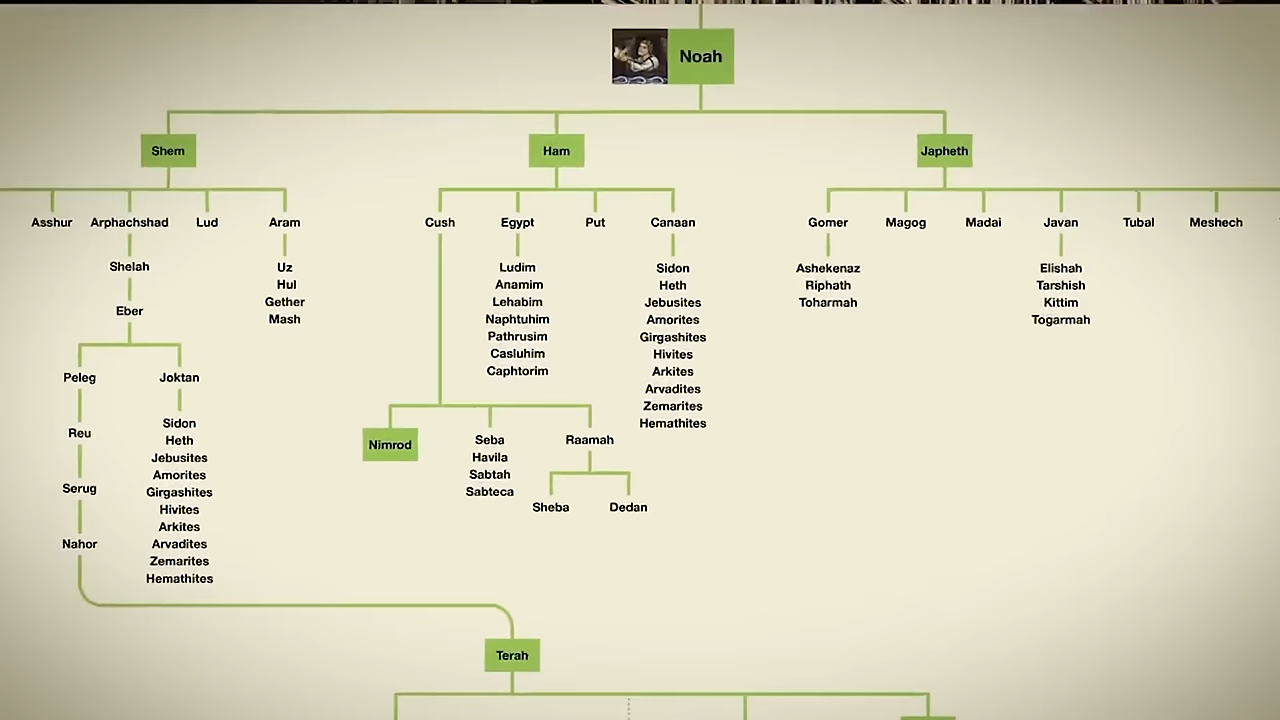 Noah
Shem
Ham
Japheth
Asshur
Arphachshad
Lud
Aram
Cush
Egypt
Put
Canaan
Gomer
Magog
Madai
Javan
Tubal
Meshech
Shelah
Eber
Uz
Hul
Gether
Mash
Ludim
Anamim
Lehabim
Naphtuhim
Pathrusim
Casluhim
Caphtorim
Sidon
Heth
Jebusites
Amorites
Girgashites
Hivites
Arkites
Arvadites
Zemarites
Hemathites
Ashekenaz
Riphath
Toharmah
Elishah
Tarshish
Kittim
Togarmah
Peleg
Joktan
Reu
Serug
Nahor
Sidon
Heth
Jebusites
Amorites
Girgashites
Hivites
Arkites
Arvadites
Zemarites
Hemathites
Nimrod
Seba
Havila
Sabtah
Sabteca
Raamah
Sheba
Dedan
Terah